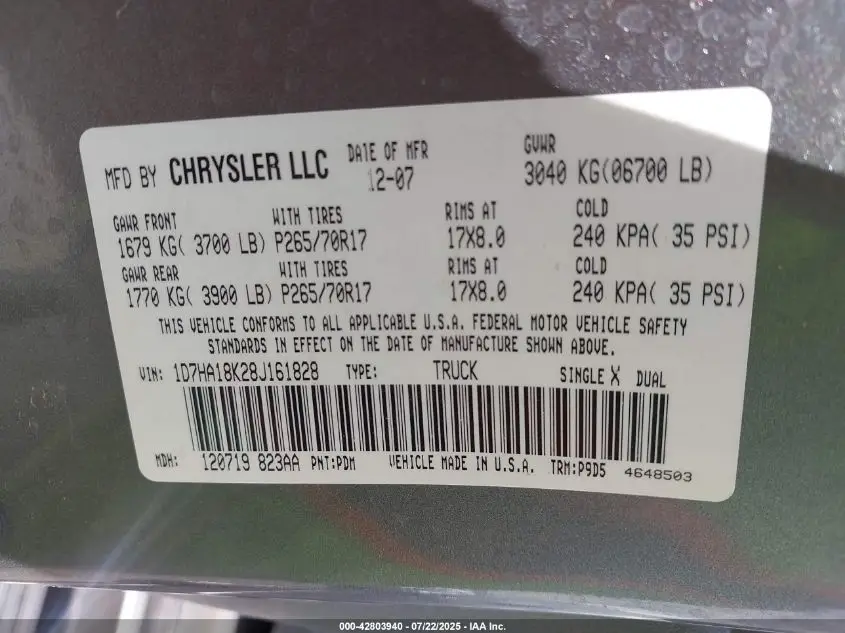 MFD BY CHRYSLER LLC DATE OF MFR 12-07 GVWR 3040 KG(06700 LB)
GAWR FRONT WITH TIRES RIMS AT COLD
1679 KG( 3700 LB) P265/70R17 17X8.0 240 KPA( 35 PSI)
GAWR REAR WITH TIRES RIMS AT COLD
1770 KG( 3900 LB) P265/70R17 17X8.0 240 KPA( 35 PSI)
THIS VEHICLE CONFORMS TO ALL APPLICABLE U.S.A. FEDERAL MOTOR VEHICLE SAFETY
STANDARDS IN EFFECT ON THE DATE OF MANUFACTURE SHOWN ABOVE.
VIN: 1D7HA18K28J161828 TYPE: TRUCK SINGLE X DUAL
MDH: 120719 823AA PNT:PDM VEHICLE MADE IN U.S.A. TRM:P9D5 4648503
000-42803940 - 07/22/2025 - IAA Inc.